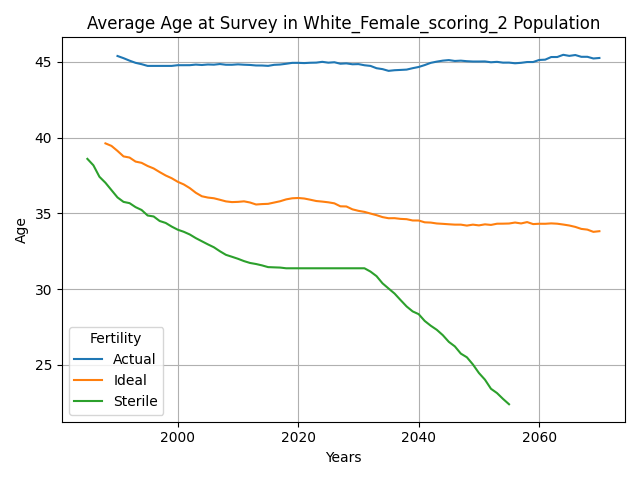 Average Age at Survey in White_Female_scoring_2 Population
Age
45
40
35
30
25
Fertility
Actual
Ideal
Sterile
2000 2020 2040 2060
Years